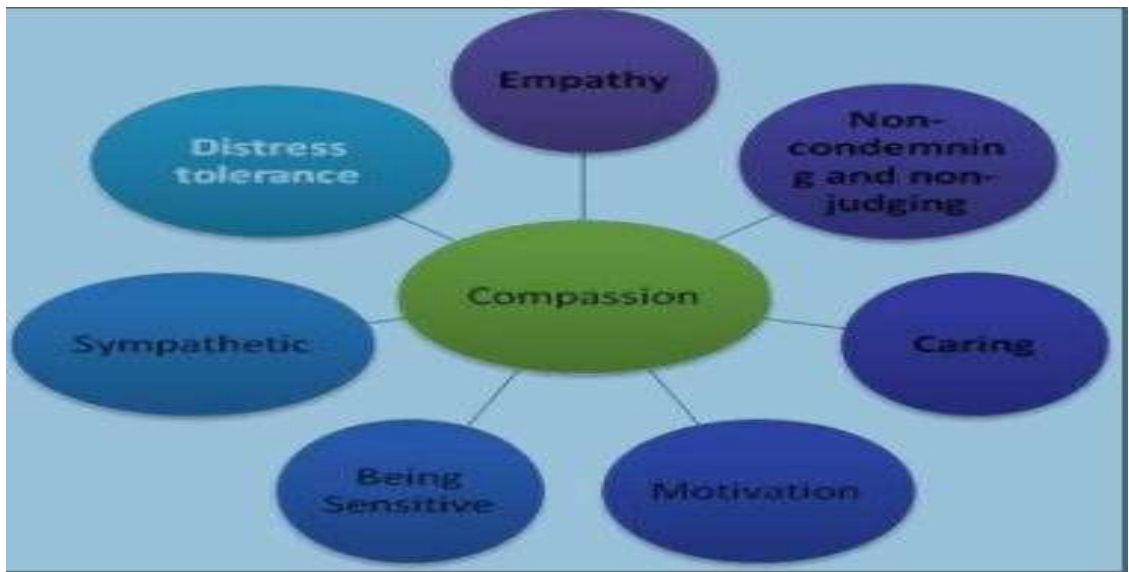 Empathy
Non-
condemnin
g and non-
judging
Distress
tolerance
Compassion
Caring
Sympathetic
Being
Sensitive
Motivation